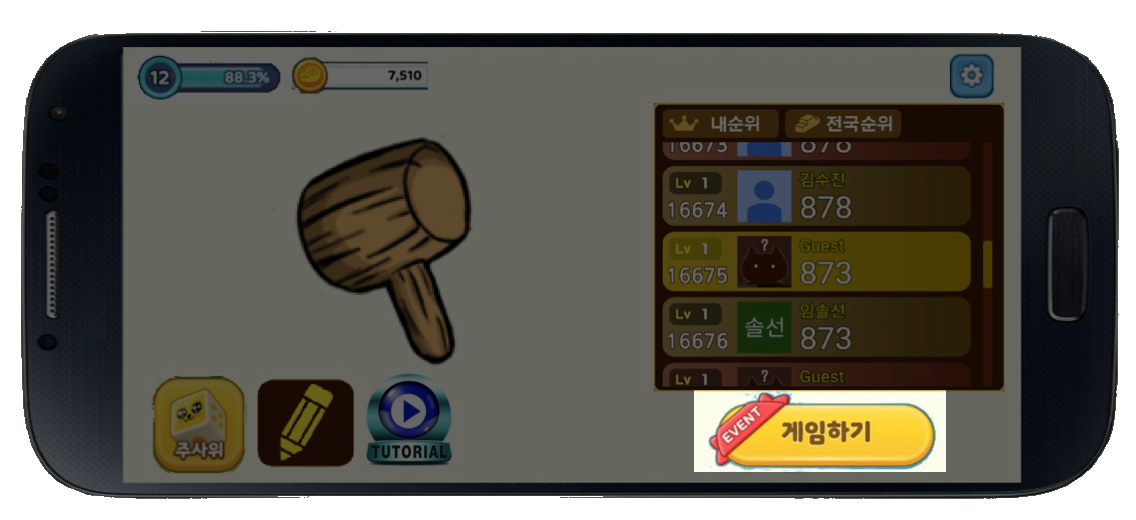 12 88.3% 7,510
내순위 전국순위
16673 878
Lv 1 김수진
16674 878
Lv 1 ? Guest
16675 873
Lv 1 임솔선
16676 솔선 873
Lv 1 ? Guest
EVENT 게임하기
주사위 TUTORIAL